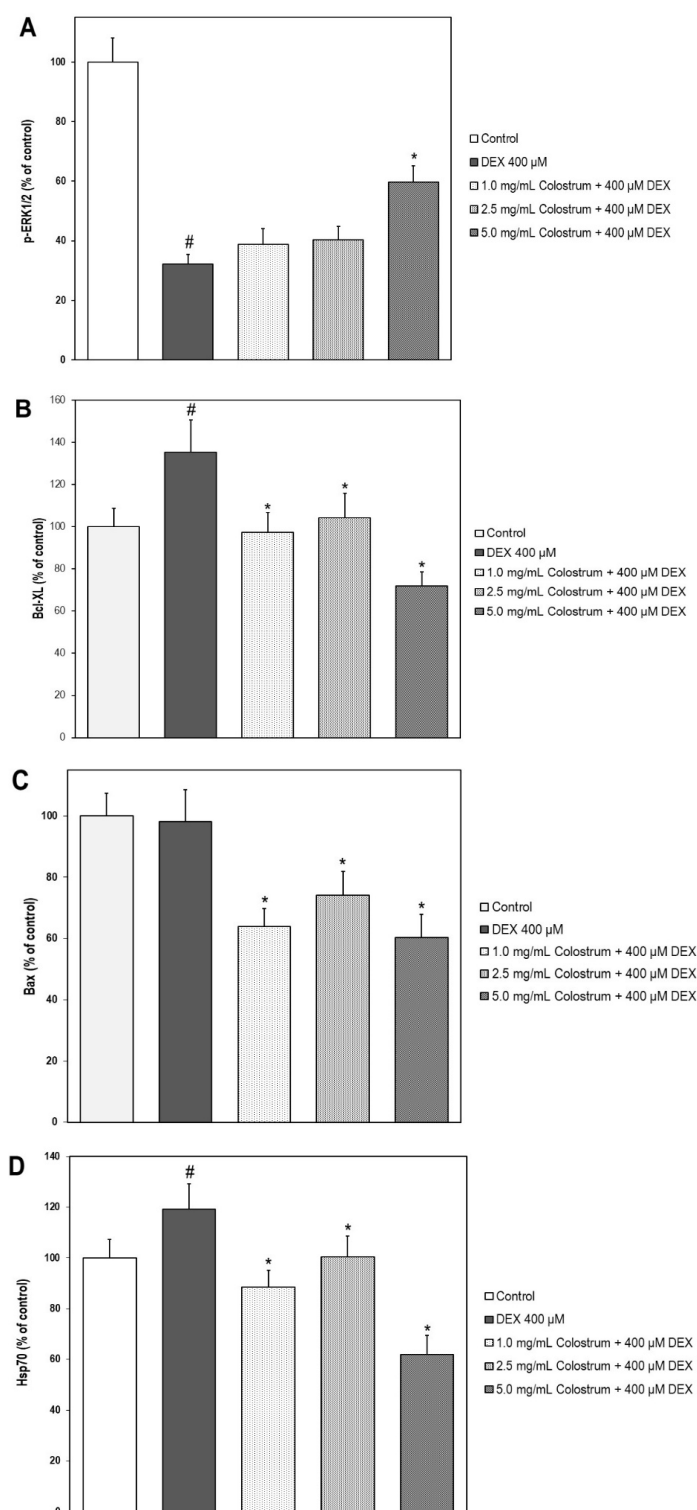 A
p-ERK1/2 (% of control)
100
80
60
40
20
0
#
*
Control
DEX 400 µM
1.0 mg/mL Colostrum + 400 µM DEX
2.5 mg/mL Colostrum + 400 µM DEX
5.0 mg/mL Colostrum + 400 µM DEX
B
Bcl-XL (% of control)
160
140
120
100
80
60
40
20
0
#
*
*
*
Control
DEX 400 µM
1.0 mg/mL Colostrum + 400 µM DEX
2.5 mg/mL Colostrum + 400 µM DEX
5.0 mg/mL Colostrum + 400 µM DEX
C
Bax (% of control)
100
80
60
40
20
0
*
*
*
Control
DEX 400 µM
1.0 mg/mL Colostrum + 400 µM DEX
2.5 mg/mL Colostrum + 400 µM DEX
5.0 mg/mL Colostrum + 400 µM DEX
D
Hsp70 (% of control)
140
120
100
80
60
40
20
0
#
*
*
*
Control
DEX 400 µM
1.0 mg/mL Colostrum + 400 µM DEX
2.5 mg/mL Colostrum + 400 µM DEX
5.0 mg/mL Colostrum + 400 µM DEX